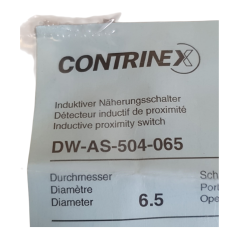 CONTRINEX
Induktiver Näherungsschalter
Détecteur inductif de proximité
Inductive proximity switch
DW-AS-504-065
Durchmesser
Diamètre
Diameter 6.5